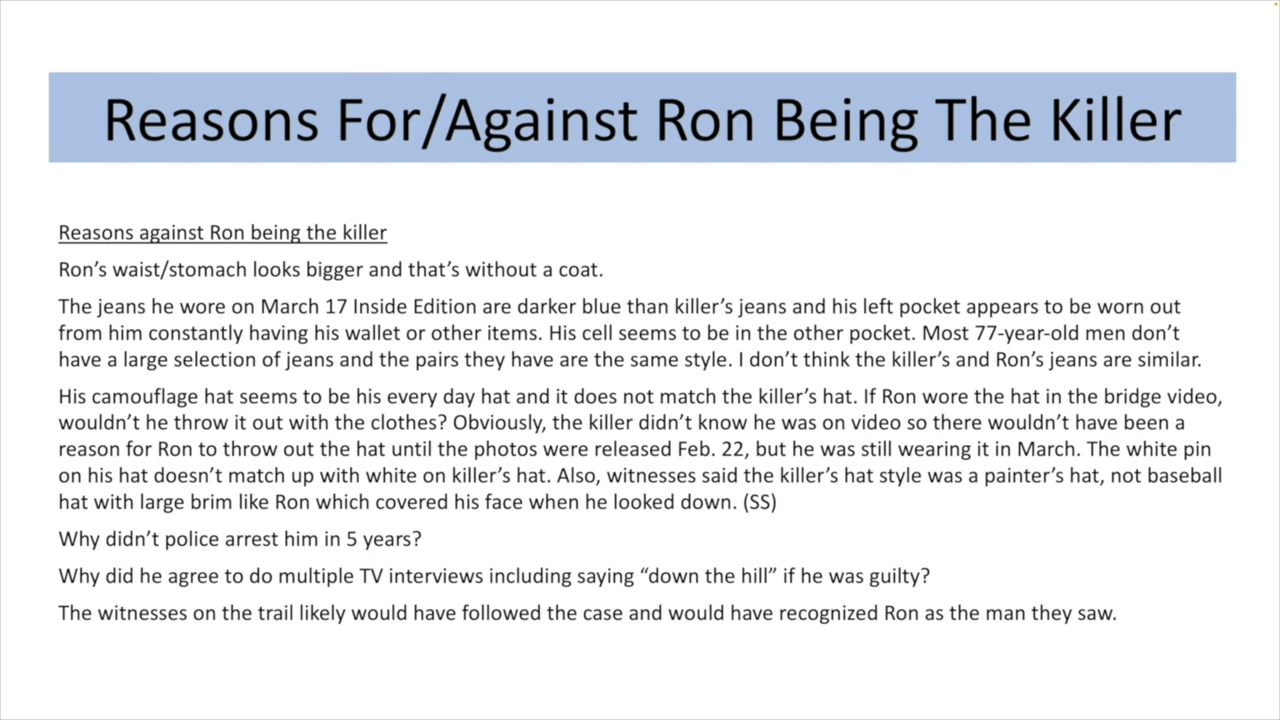 Reasons For/Against Ron Being The Killer
Reasons against Ron being the killer
Ron’s waist/stomach looks bigger and that’s without a coat.
The jeans he wore on March 17 Inside Edition are darker blue than killer’s jeans and his left pocket appears to be worn out
from him constantly having his wallet or other items. His cell seems to be in the other pocket. Most 77-year-old men don’t
have a large selection of jeans and the pairs they have are the same style. I don’t think the killer’s and Ron’s jeans are similar.
His camouflage hat seems to be his every day hat and it does not match the killer’s hat. If Ron wore the hat in the bridge video,
wouldn’t he throw it out with the clothes? Obviously, the killer didn’t know he was on video so there wouldn’t have been a
reason for Ron to throw out the hat until the photos were released Feb. 22, but he was still wearing it in March. The white pin
on his hat doesn’t match up with white on killer’s hat. Also, witnesses said the killer’s hat style was a painter’s hat, not baseball
hat with large brim like Ron which covered his face when he looked down. (SS)
Why didn’t police arrest him in 5 years?
Why did he agree to do multiple TV interviews including saying “down the hill” if he was guilty?
The witnesses on the trail likely would have followed the case and would have recognized Ron as the man they saw.